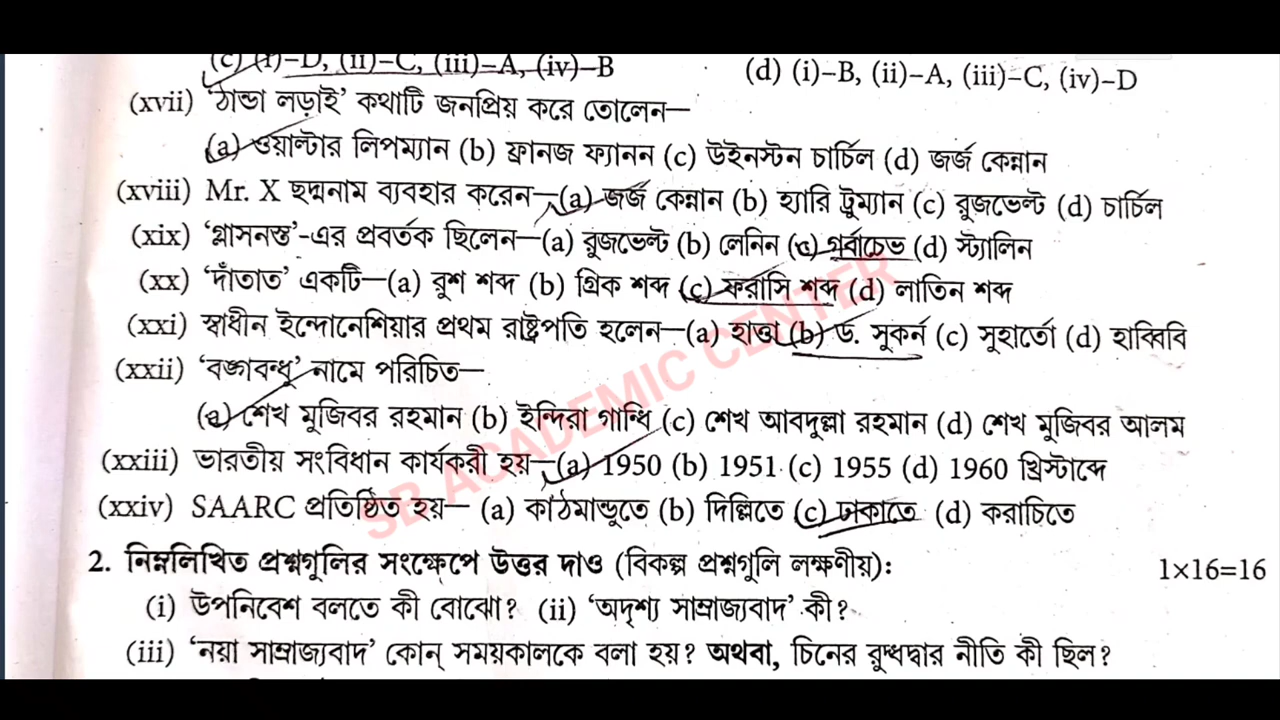 (c) (i)–D, (ii)–C, (iii)–A, (iv)–B (d) (i)–B, (ii)–A, (iii)–C, (iv)–D
(xvii) ‘ঠান্ডা লড়াই’ কথাটি জনপ্রিয় করে তোলেন—
(a) ওয়াল্টার লিপম্যান (b) ফ্রানজ ফ্যানন (c) উইনস্টন চার্চিল (d) জর্জ কেন্নান
(xviii) Mr. X ছদ্মনাম ব্যবহার করেন—(a) জর্জ কেন্নান (b) হ্যারি ট্রুম্যান (c) রুজভেল্ট (d) চার্চিল
(xix) ‘গ্লাসনস্ত’-এর প্রবর্তক ছিলেন—(a) রুজভেল্ট (b) লেনিন (c) গর্বাচেভ (d) স্ট্যালিন
(xx) ‘দাঁতাত’ একটি—(a) রুশ শব্দ (b) গ্রিক শব্দ (c) ফরাসি শব্দ (d) লাতিন শব্দ
(xxi) স্বাধীন ইন্দোনেশিয়ার প্রথম রাষ্ট্রপতি হলেন—(a) হাত্তা (b) ড. সুকর্ন (c) সুহার্তো (d) হাব্বিবি
(xxii) ‘বঙ্গবন্ধু’ নামে পরিচিত—
(a) শেখ মুজিবর রহমান (b) ইন্দিরা গান্ধি (c) শেখ আবদুল্লা রহমান (d) শেখ মুজিবর আলম
(xxiii) ভারতীয় সংবিধান কার্যকরী হয়—(a) 1950 (b) 1951 (c) 1955 (d) 1960 খ্রিস্টাব্দে
(xxiv) SAARC প্রতিষ্ঠিত হয়— (a) কাঠমান্ডুতে (b) দিল্লিতে (c) ঢাকাতে (d) করাচিতে
SB ACADEMIC CENTER
2. নিম্নলিখিত প্রশ্নগুলির সংক্ষেপে উত্তর দাও (বিকল্প প্রশ্নগুলি লক্ষণীয়): 1×16=16
(i) উপনিবেশ বলতে কী বোঝো? (ii) ‘অদৃশ্য সাম্রাজ্যবাদ’ কী?
(iii) ‘নয়া সাম্রাজ্যবাদ’ কোন্ সময়কালকে বলা হয়? অথবা, চিনের রুদ্ধদ্বার নীতি কী ছিল?